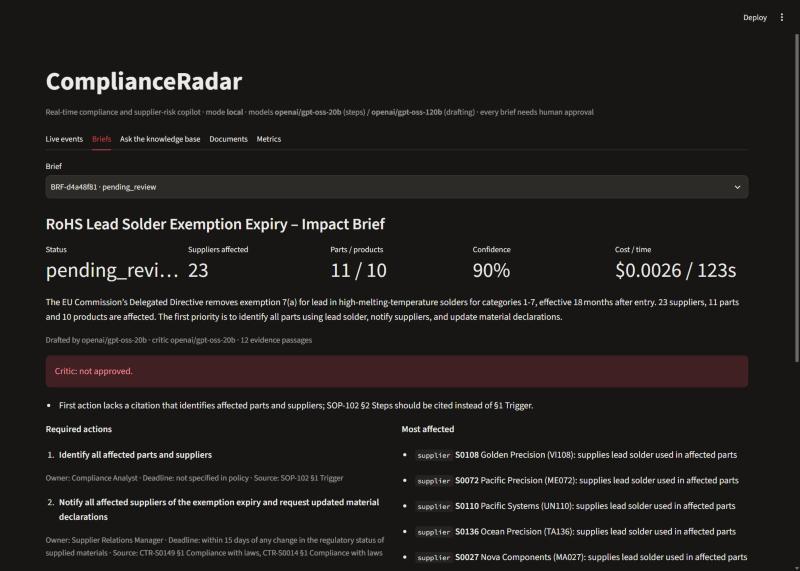 Deploy
ComplianceRadar
Real-time compliance and supplier-risk copilot · mode local · models openai/gpt-oss-20b (steps) / openai/gpt-oss-120b (drafting) · every brief needs human approval
Live events Briefs Ask the knowledge base Documents Metrics
Brief
BRF-d4a48f81 · pending_review
RoHS Lead Solder Exemption Expiry – Impact Brief
Status Suppliers affected Parts / products Confidence Cost / time
pending_revi… 23 11 / 10 90% $0.0026 / 123s
The EU Commission's Delegated Directive removes exemption 7(a) for lead in high-melting-temperature solders for categories 1-7, effective 18 months after entry. 23 suppliers, 11 parts
and 10 products are affected. The first priority is to identify all parts using lead solder, notify suppliers, and update material declarations.
Drafted by openai/gpt-oss-20b · critic openai/gpt-oss-20b · 12 evidence passages
Critic: not approved.
• First action lacks a citation that identifies affected parts and suppliers; SOP-102 §2 Steps should be cited instead of §1 Trigger.
Required actions
1. Identify all affected parts and suppliers
Owner: Compliance Analyst · Deadline: not specified in policy · Source: SOP-102 §1 Trigger
2. Notify all affected suppliers of the exemption expiry and request updated material
declarations
Owner: Supplier Relations Manager · Deadline: within 15 days of any change in the regulatory status of
supplied materials · Source: CTR-S0149 §1 Compliance with laws, CTR-S0014 §1 Compliance with laws
Most affected
• supplier S0108 Golden Precision (VI108): supplies lead solder used in affected parts
• supplier S0072 Pacific Precision (ME072): supplies lead solder used in affected parts
• supplier S0110 Pacific Systems (UN110): supplies lead solder used in affected parts
• supplier S0136 Ocean Precision (TA136): supplies lead solder used in affected parts
• supplier S0027 Nova Components (MA027): supplies lead solder used in affected parts